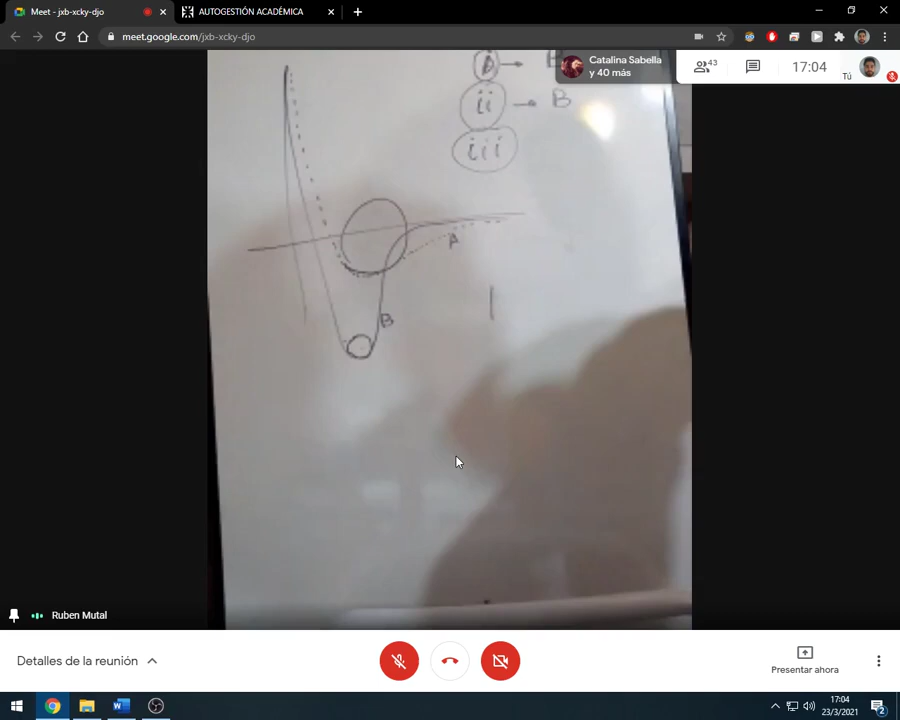 Meet - jxb-xcky-djo
AUTOGESTIÓN ACADÉMICA
meet.google.com/jxb-xcky-djo
Catalina Sabella
y 40 más
43
17:04
Tú
i → B
ii → B
iii
A
B
Ruben Mutal
Detalles de la reunión
Presentar ahora
17:04
23/3/2021
2